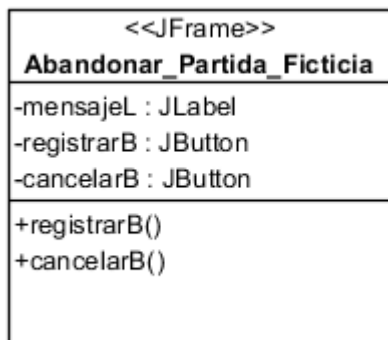 <<JFrame>>
Abandonar_Partida_Ficticia
-mensajeL : JLabel
-registrarB : JButton
-cancelarB : JButton
+registrarB()
+cancelarB()